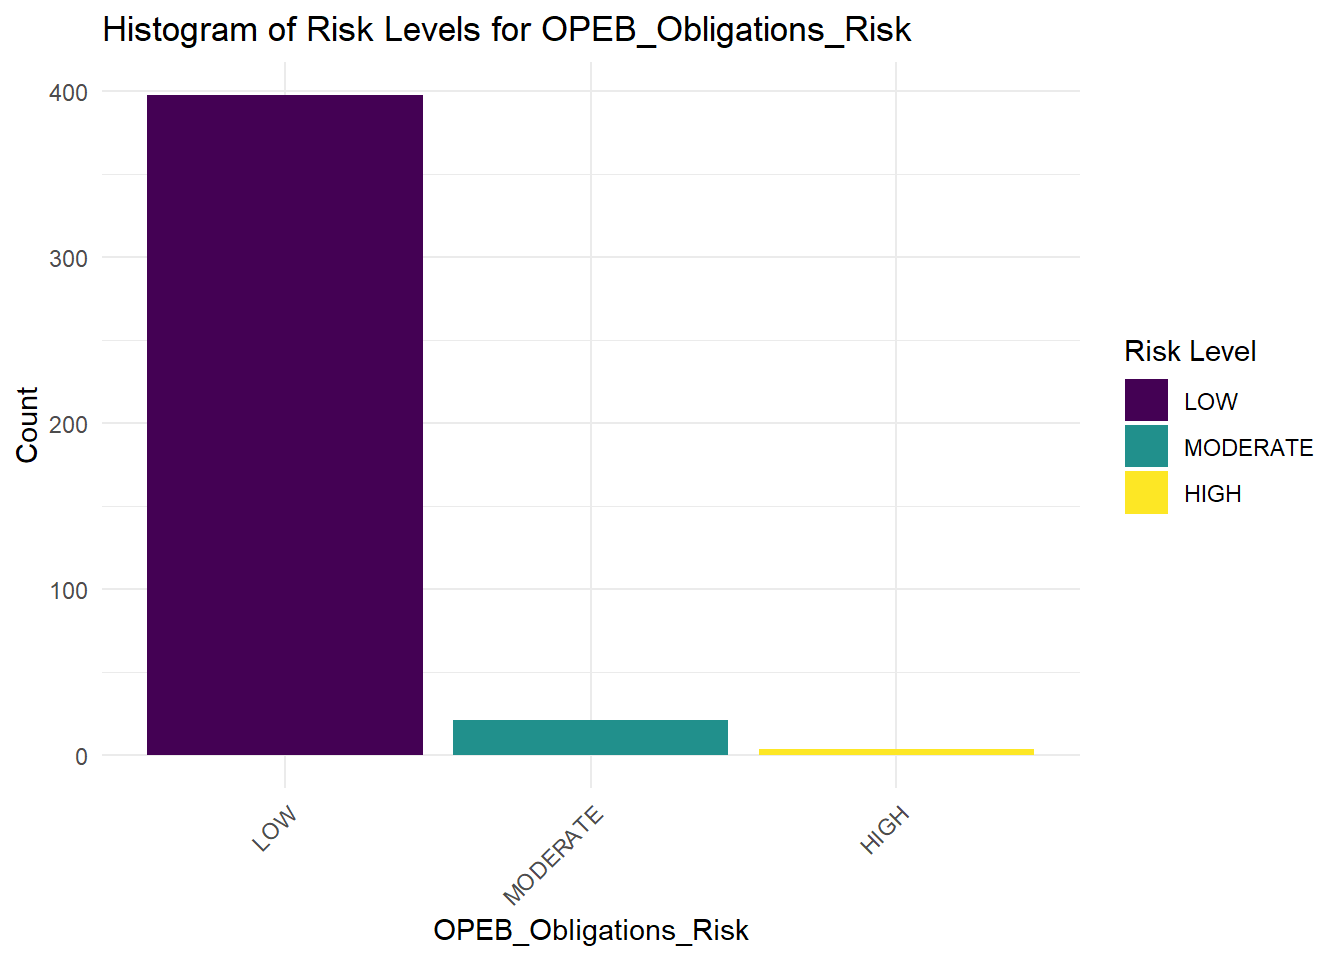 Histogram of Risk Levels for OPEB_Obligations_Risk
400
300
200
100
0
Count
LOW
MODERATE
HIGH
OPEB_Obligations_Risk
Risk Level
LOW
MODERATE
HIGH